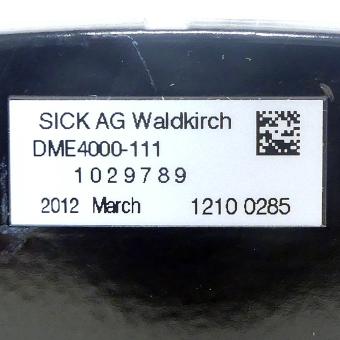 SICK AG Waldkirch
DME4000-111
1029789
2012 March 1210 0285